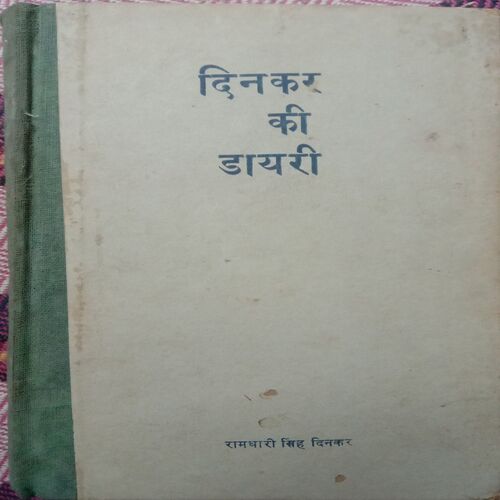 दिनकर
की
डायरी
रामधारी सिंह दिनकर